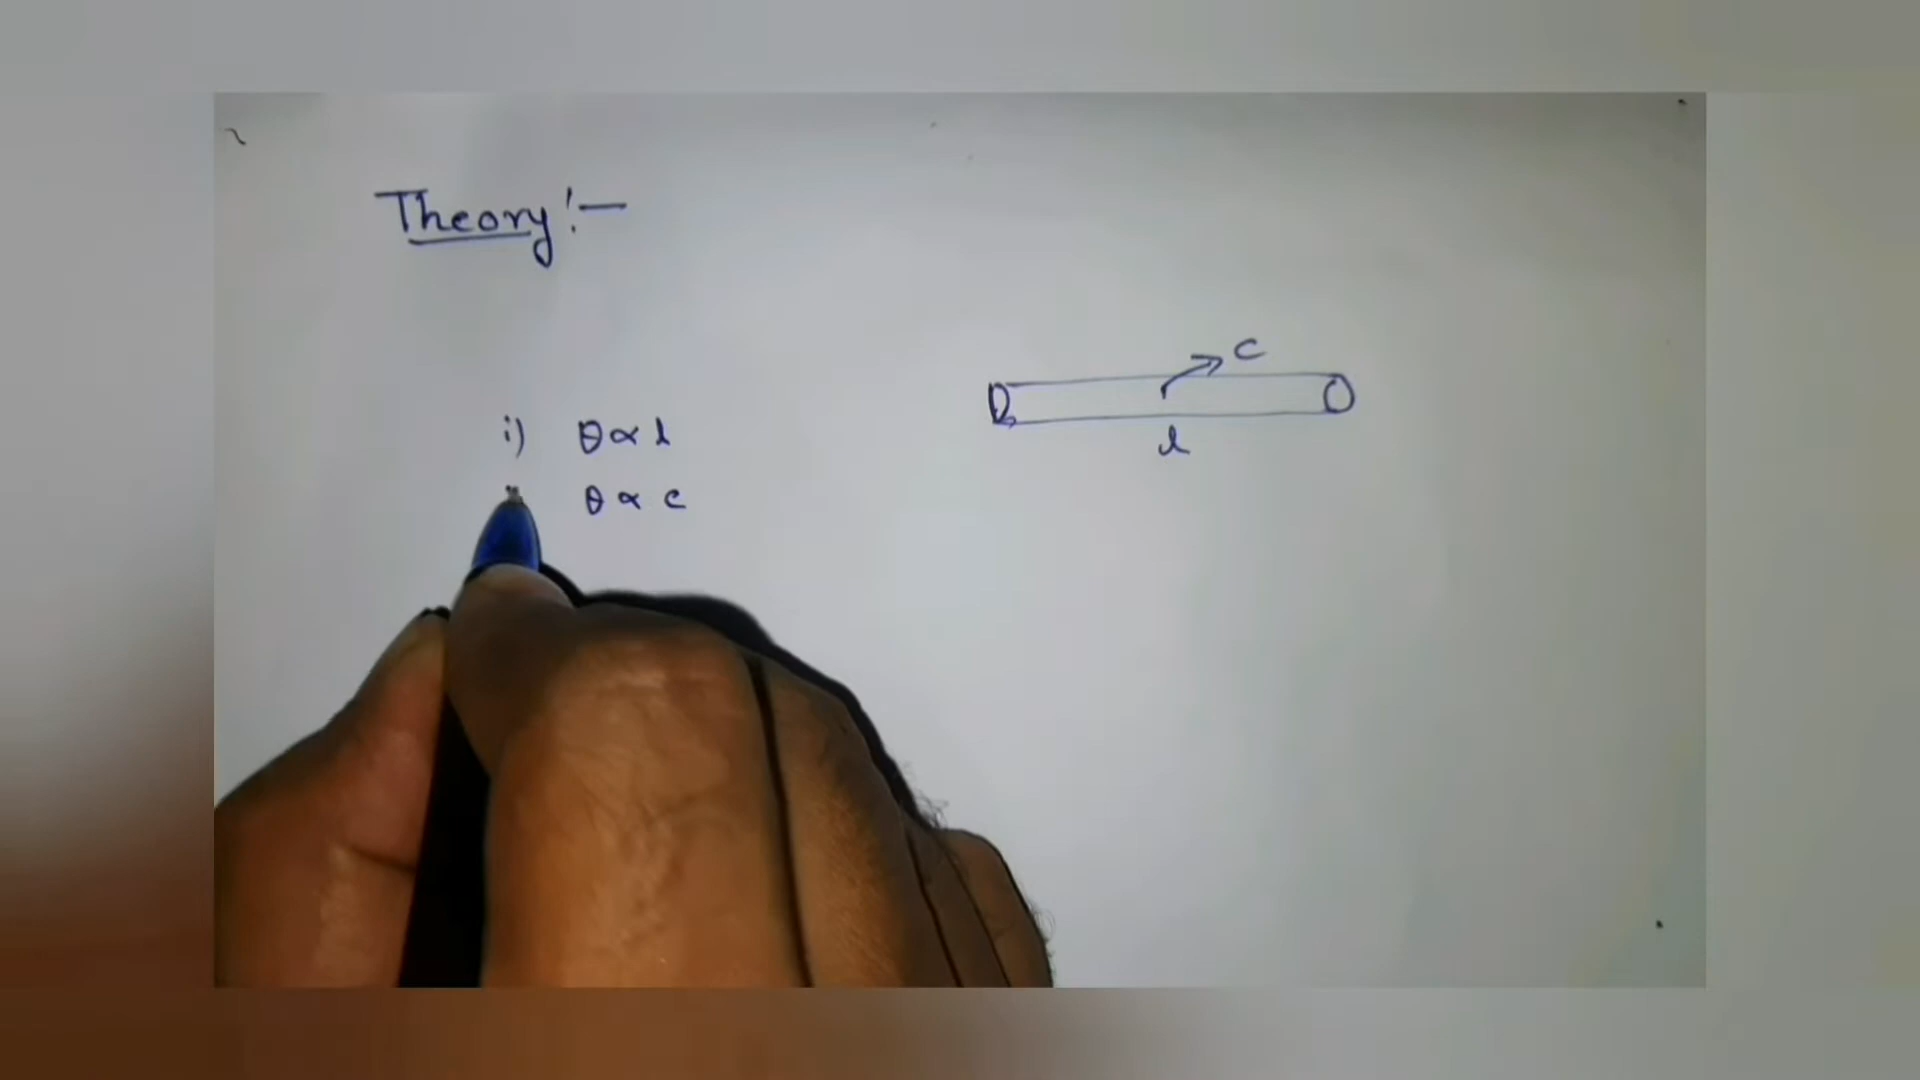 Theory :-
c
i) θ ∝ l
l
θ ∝ c